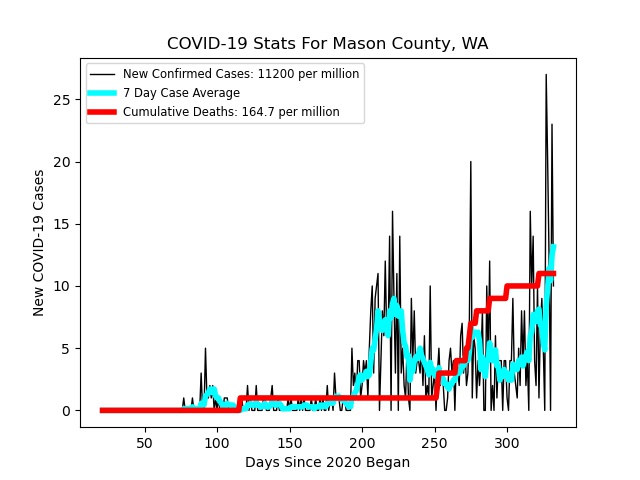 COVID-19 Stats For Mason County, WA
New Confirmed Cases: 11200 per million
7 Day Case Average
Cumulative Deaths: 164.7 per million
New COVID-19 Cases
25
20
15
10
5
0
50 100 150 200 250 300
Days Since 2020 Began